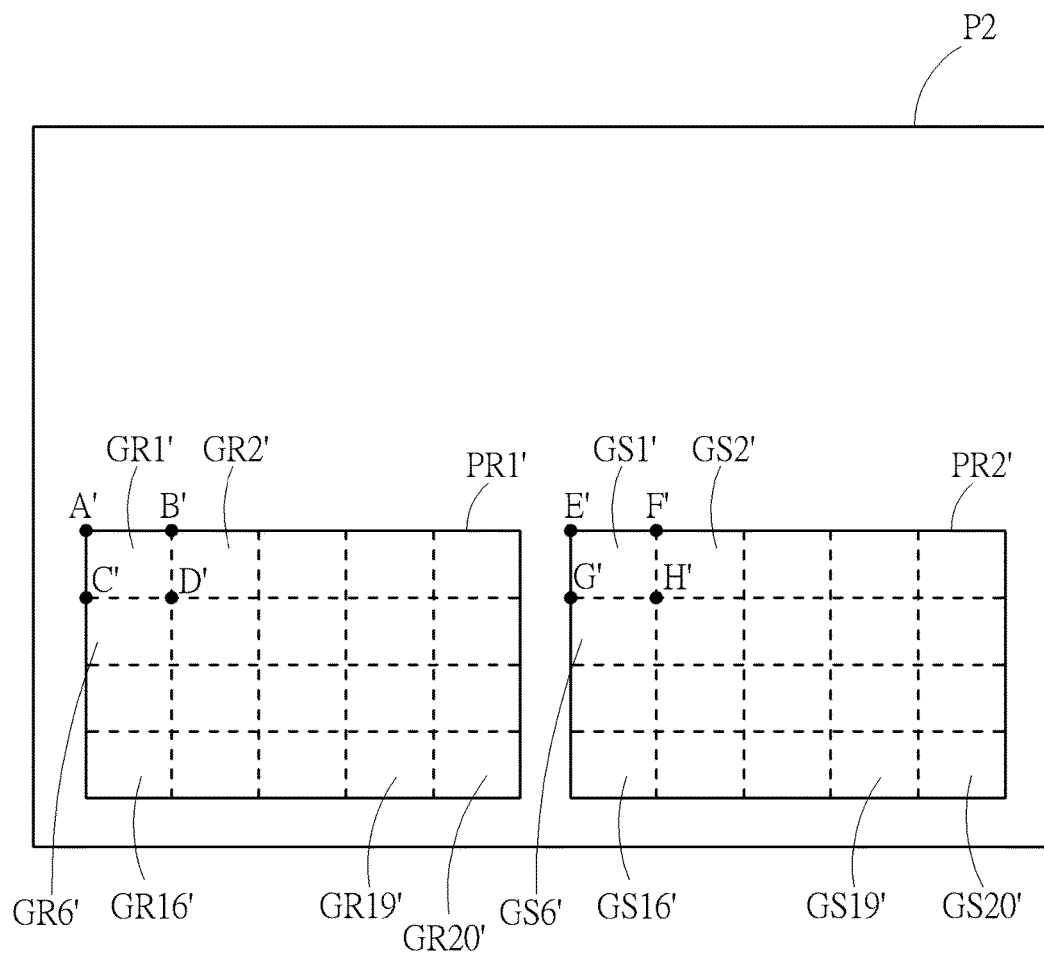 P2
GR1' GR2' PR1' GS1' GS2' PR2'
A' B' E' F'
C' D' G' H'
GR6' GR16' GR19' GR20' GS6' GS16' GS19' GS20'